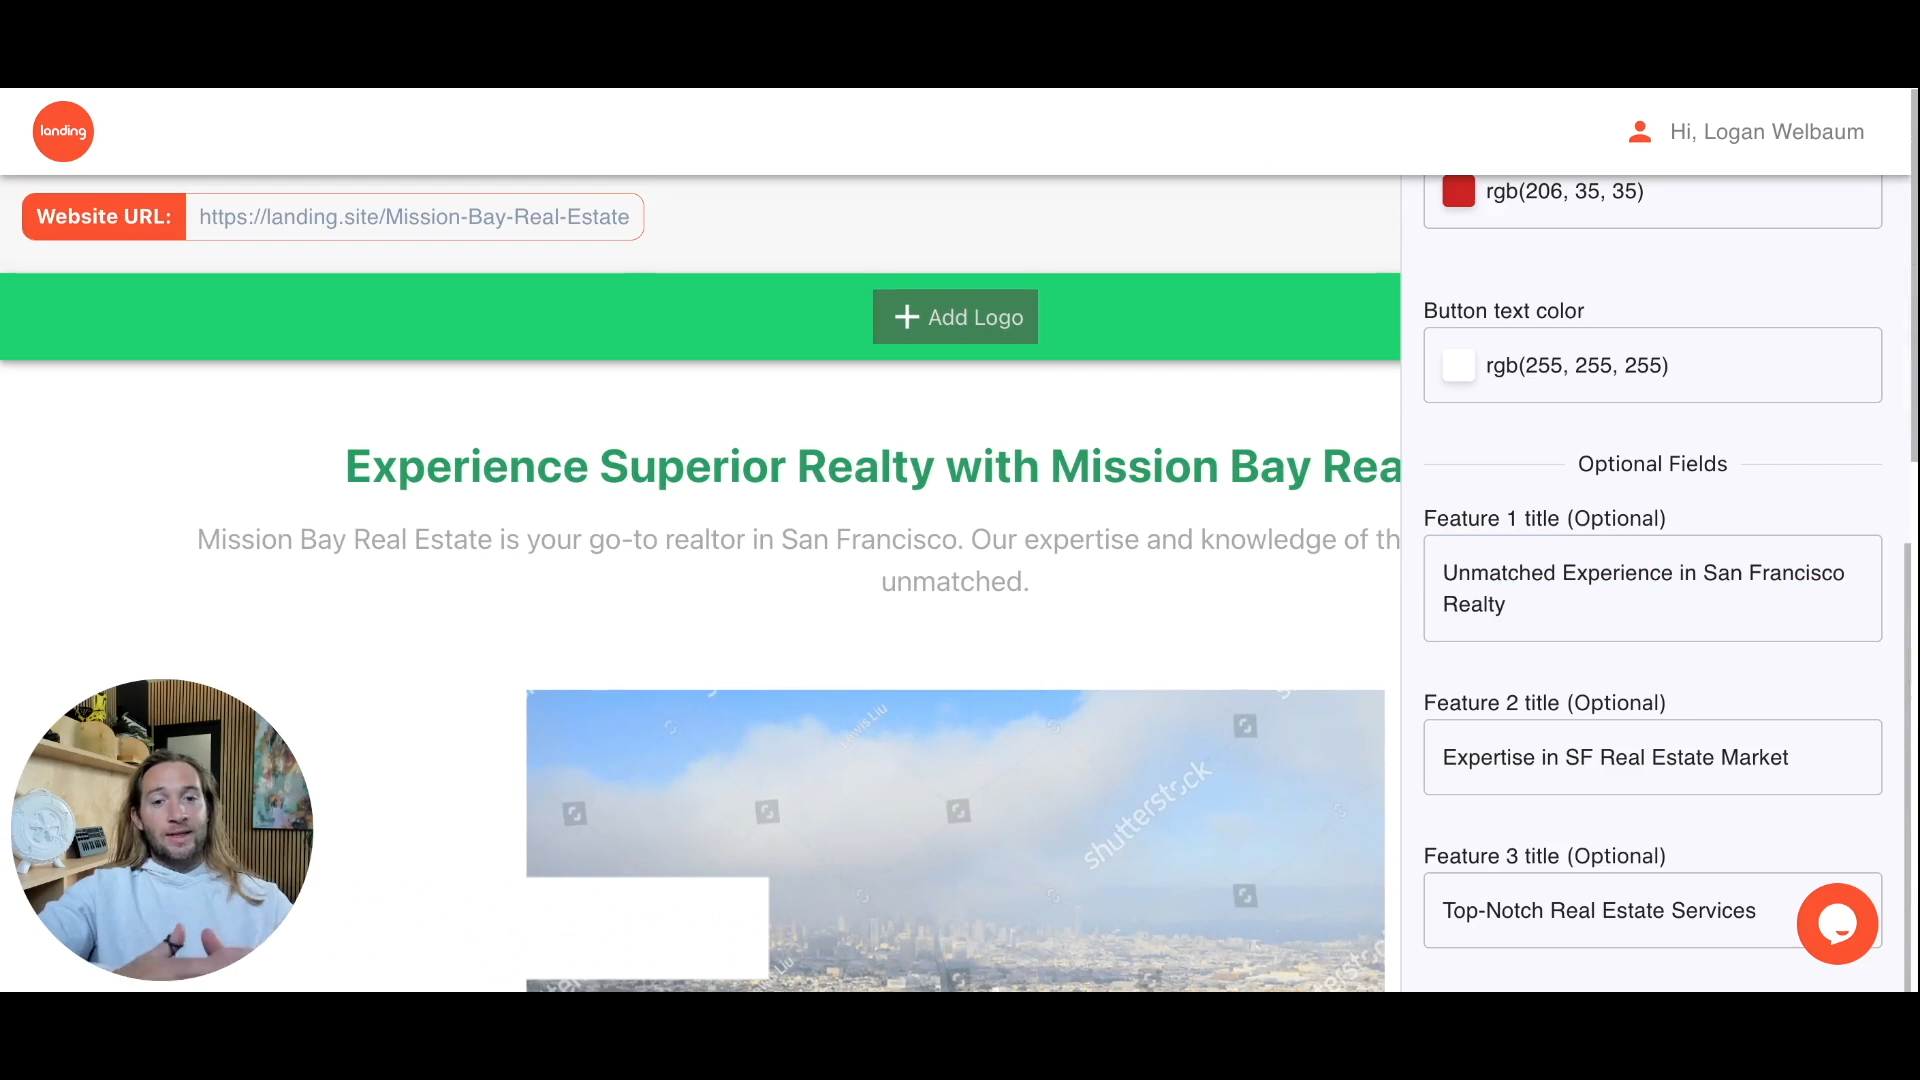 landing
Hi, Logan Welbaum
Website URL:
https://landing.site/Mission-Bay-Real-Estate
+ Add Logo
Experience Superior Realty with Mission Bay Rea
Mission Bay Real Estate is your go-to realtor in San Francisco. Our expertise and knowledge of th
unmatched.
Lewis Liu
shutterstock
rgb(206, 35, 35)
Button text color
rgb(255, 255, 255)
Optional Fields
Feature 1 title (Optional)
Unmatched Experience in San Francisco
Realty
Feature 2 title (Optional)
Expertise in SF Real Estate Market
Feature 3 title (Optional)
Top-Notch Real Estate Services